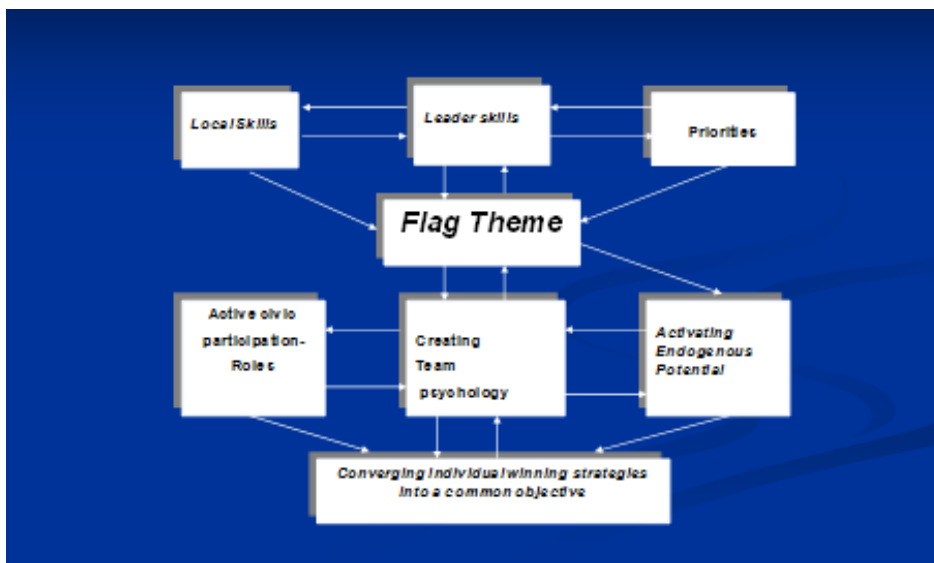 Local Skills
Leader skills
Priorities
Flag Theme
Active civic
participation-
Roles
Creating
Team
psychology
Activating
Endogenous
Potential
Converging individual winning strategies
into a common objective